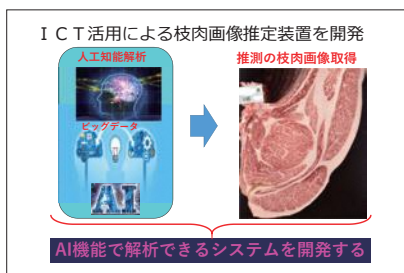 ＩＣＴ活用による枝肉画像推定装置を開発
人工知能解析
推測の枝肉画像取得
ビッグデータ
AI
AI機能で解析できるシステムを開発する